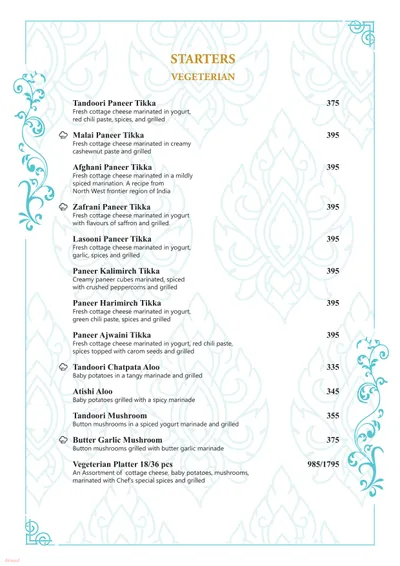 STARTERS
VEGETERIAN
Tandoori Paneer Tikka 375
Fresh cottage cheese marinated in yogurt,
red chili paste, spices, and grilled
Malai Paneer Tikka 395
Fresh cottage cheese marinated in creamy
cashewnut paste and grilled
Afghani Paneer Tikka 395
Fresh cottage cheese marinated in a mildly
spiced marination. A recipe from
North West frontier region of India
Zafrani Paneer Tikka 395
Fresh cottage cheese marinated in yogurt
with flavours of saffron and grilled.
Lasooni Paneer Tikka 395
Fresh cottage cheese marinated in yogurt,
garlic, spices and grilled
Paneer Kalimirch Tikka 395
Creamy paneer cubes marinated, spiced
with crushed peppercorns and grilled
Paneer Harimirch Tikka 395
Fresh cottage cheese marinated in yogurt,
green chili paste, spices and grilled
Paneer Ajwaini Tikka 395
Fresh cottage cheese marinated in yogurt, red chili paste,
spices topped with carom seeds and grilled
Tandoori Chatpata Aloo 335
Baby potatoes in a tangy marinade and grilled
Atishi Aloo 345
Baby potatoes grilled with a spicy marinade
Tandoori Mushroom 355
Button mushrooms in a spiced yogurt marinade and grilled
Butter Garlic Mushroom 375
Button mushrooms grilled with butter garlic marinade
Vegeterian Platter 18/36 pcs 985/1795
An Assortment of cottage cheese, baby potatoes, mushrooms,
marinated with Chef's special spices and grilled